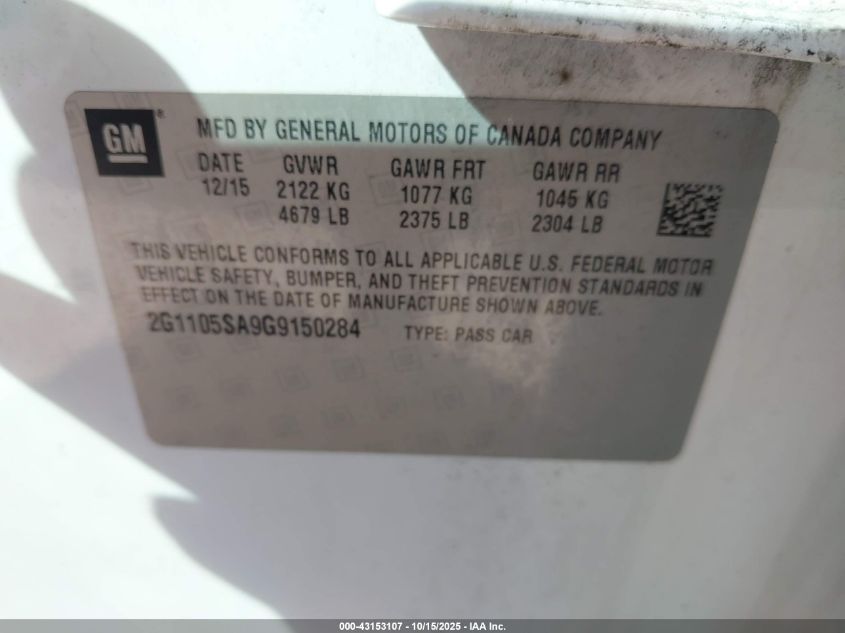 GM ®
MFD BY GENERAL MOTORS OF CANADA COMPANY
DATE GVWR GAWR FRT GAWR RR
12/15 2122 KG 1077 KG 1045 KG
4679 LB 2375 LB 2304 LB
THIS VEHICLE CONFORMS TO ALL APPLICABLE U.S. FEDERAL MOTOR
VEHICLE SAFETY, BUMPER, AND THEFT PREVENTION STANDARDS IN
EFFECT ON THE DATE OF MANUFACTURE SHOWN ABOVE.
2G1105SA9G9150284 TYPE: PASS CAR
000-43153107 - 10/15/2025 - IAA Inc.